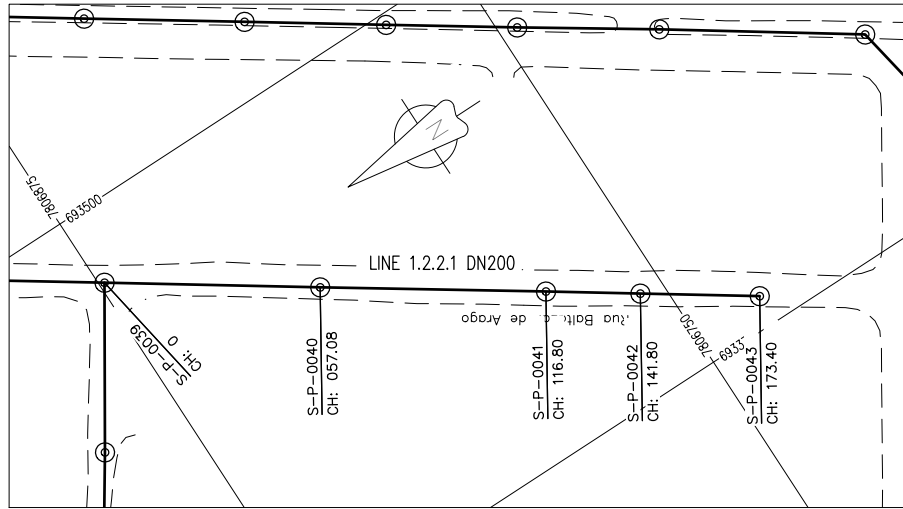 N
7806875
693500
LINE 1.2.2.1 DN200
S-P-0039
CH: 0
S-P-0040
CH: 057.08
de Arago
S-P-0041
CH: 116.80
S-P-0042
CH: 141.80
7806750
S-P-0043
CH: 173.40